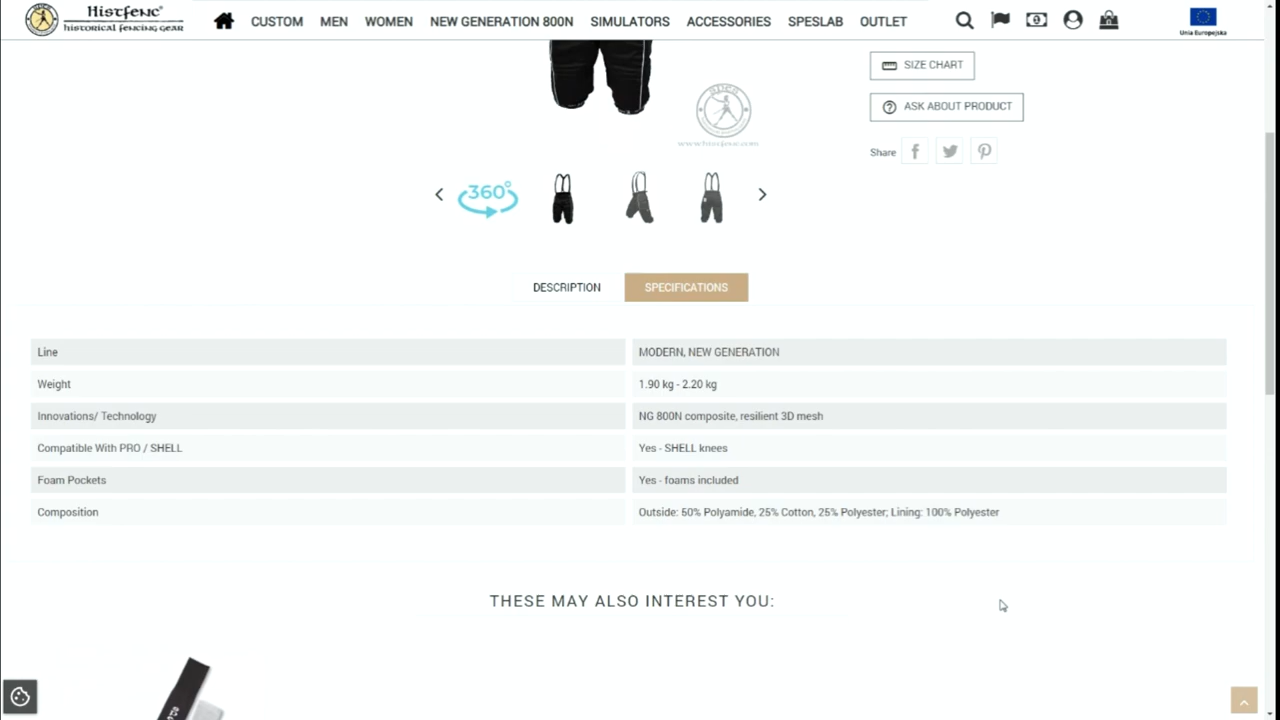 Histfenc®
historical fencing gear
CUSTOM MEN WOMEN NEW GENERATION 800N SIMULATORS ACCESSORIES SPESLAB OUTLET
Unia Europejska
SIZE CHART
ASK ABOUT PRODUCT
www.histfenc.com
Share
360°
DESCRIPTION SPECIFICATIONS
Line MODERN, NEW GENERATION
Weight 1.90 kg - 2.20 kg
Innovations/ Technology NG 800N composite, resilient 3D mesh
Compatible With PRO / SHELL Yes - SHELL knees
Foam Pockets Yes - foams included
Composition Outside: 50% Polyamide, 25% Cotton, 25% Polyester; Lining: 100% Polyester
THESE MAY ALSO INTEREST YOU: